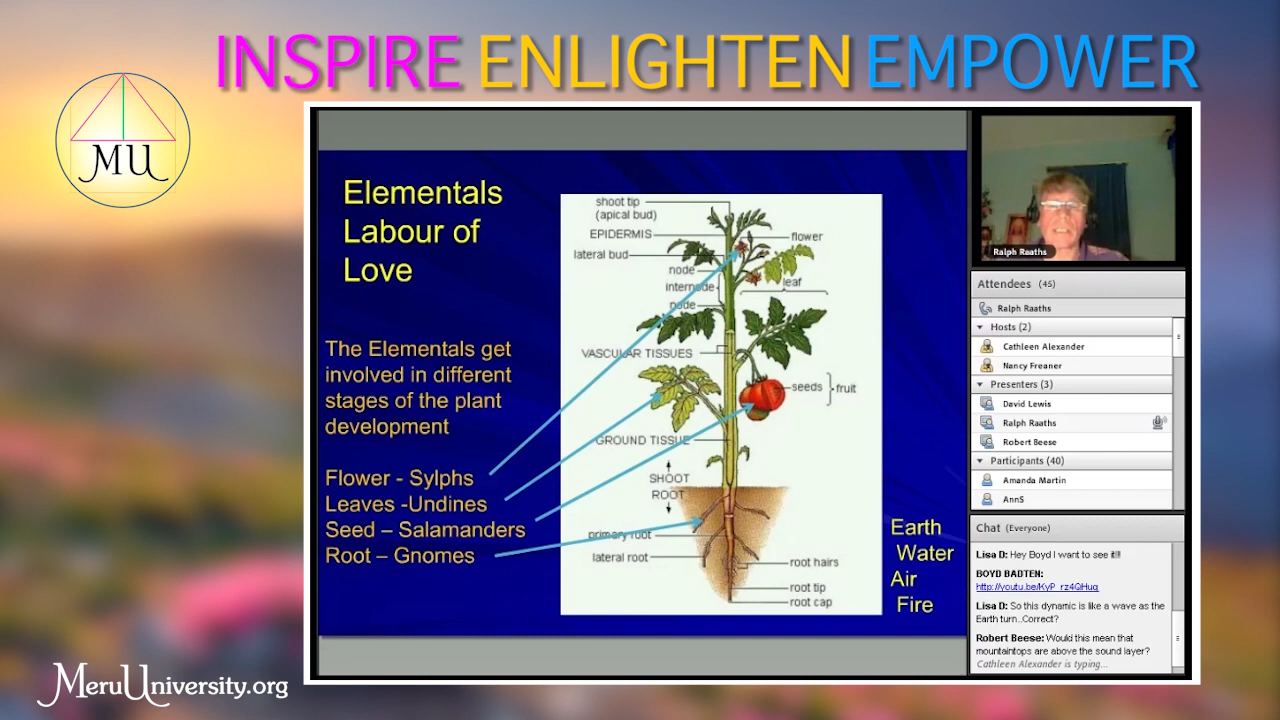 INSPIRE ENLIGHTEN EMPOWER
MU
Elementals
Labour of
Love
The Elementals get
involved in different
stages of the plant
development
Flower - Sylphs
Leaves -Undines
Seed – Salamanders
Root – Gnomes
shoot tip
(apical bud)
EPIDERMIS
flower
lateral bud
node
internode
leaf
node
VASCULAR TISSUES
seeds
fruit
GROUND TISSUE
SHOOT
ROOT
primary root
lateral root
root hairs
root tip
root cap
Earth
Water
Air
Fire
Ralph Raaths
Attendees (45)
Ralph Raaths
Hosts (2)
Cathleen Alexander
Nancy Freaner
Presenters (3)
David Lewis
Ralph Raaths
Robert Beese
Participants (40)
Amanda Martin
AnnS
Chat (Everyone)
Lisa D: Hey Boyd I want to see it!!!
BOYD BADTEN:
http://youtu.be/KyP_rz4GHuq
Lisa D: So this dynamic is like a wave as the
Earth turn...Correct?
Robert Beese: Would this mean that
mountaintops are above the sound layer?
Cathleen Alexander is typing...
MeruUniversity.org